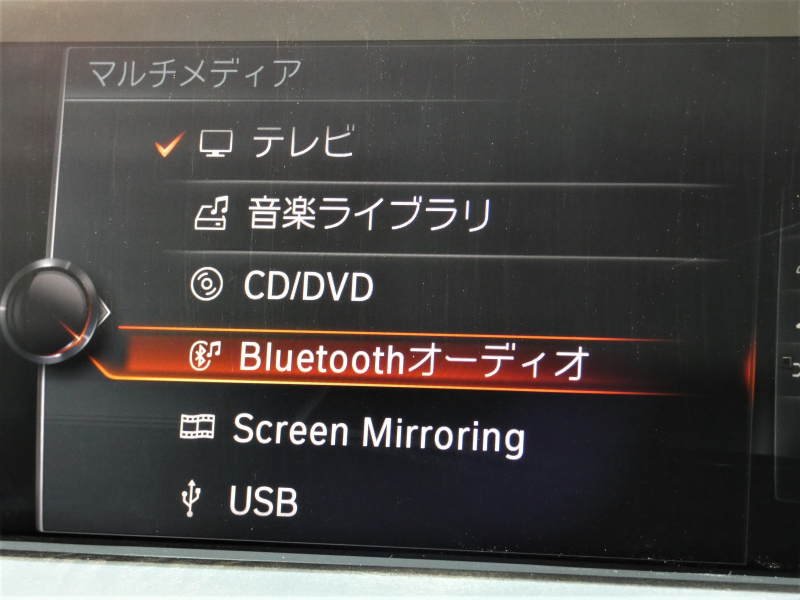 マルチメディア
テレビ
音楽ライブラリ
CD/DVD
Bluetoothオーディオ
Screen Mirroring
USB